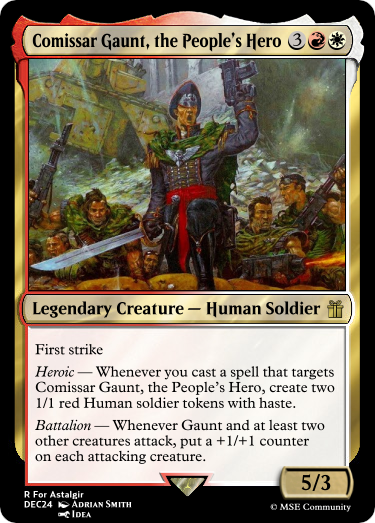 Comissar Gaunt, the People's Hero 3
Legendary Creature — Human Soldier
First strike
Heroic — Whenever you cast a spell that targets
Comissar Gaunt, the People's Hero, create two
1/1 red Human soldier tokens with haste.
Battalion — Whenever Gaunt and at least two
other creatures attack, put a +1/+1 counter
on each attacking creature.
5/3
R For Astalgir
DEC24 Adrian Smith
Idea
© MSE Community